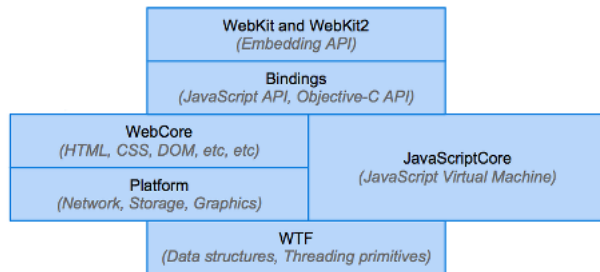 WebKit and WebKit2
(Embedding API)
Bindings
(JavaScript API, Objective-C API)
WebCore
(HTML, CSS, DOM, etc, etc)
Platform
(Network, Storage, Graphics)
JavaScriptCore
(JavaScript Virtual Machine)
WTF
(Data structures, Threading primitives)